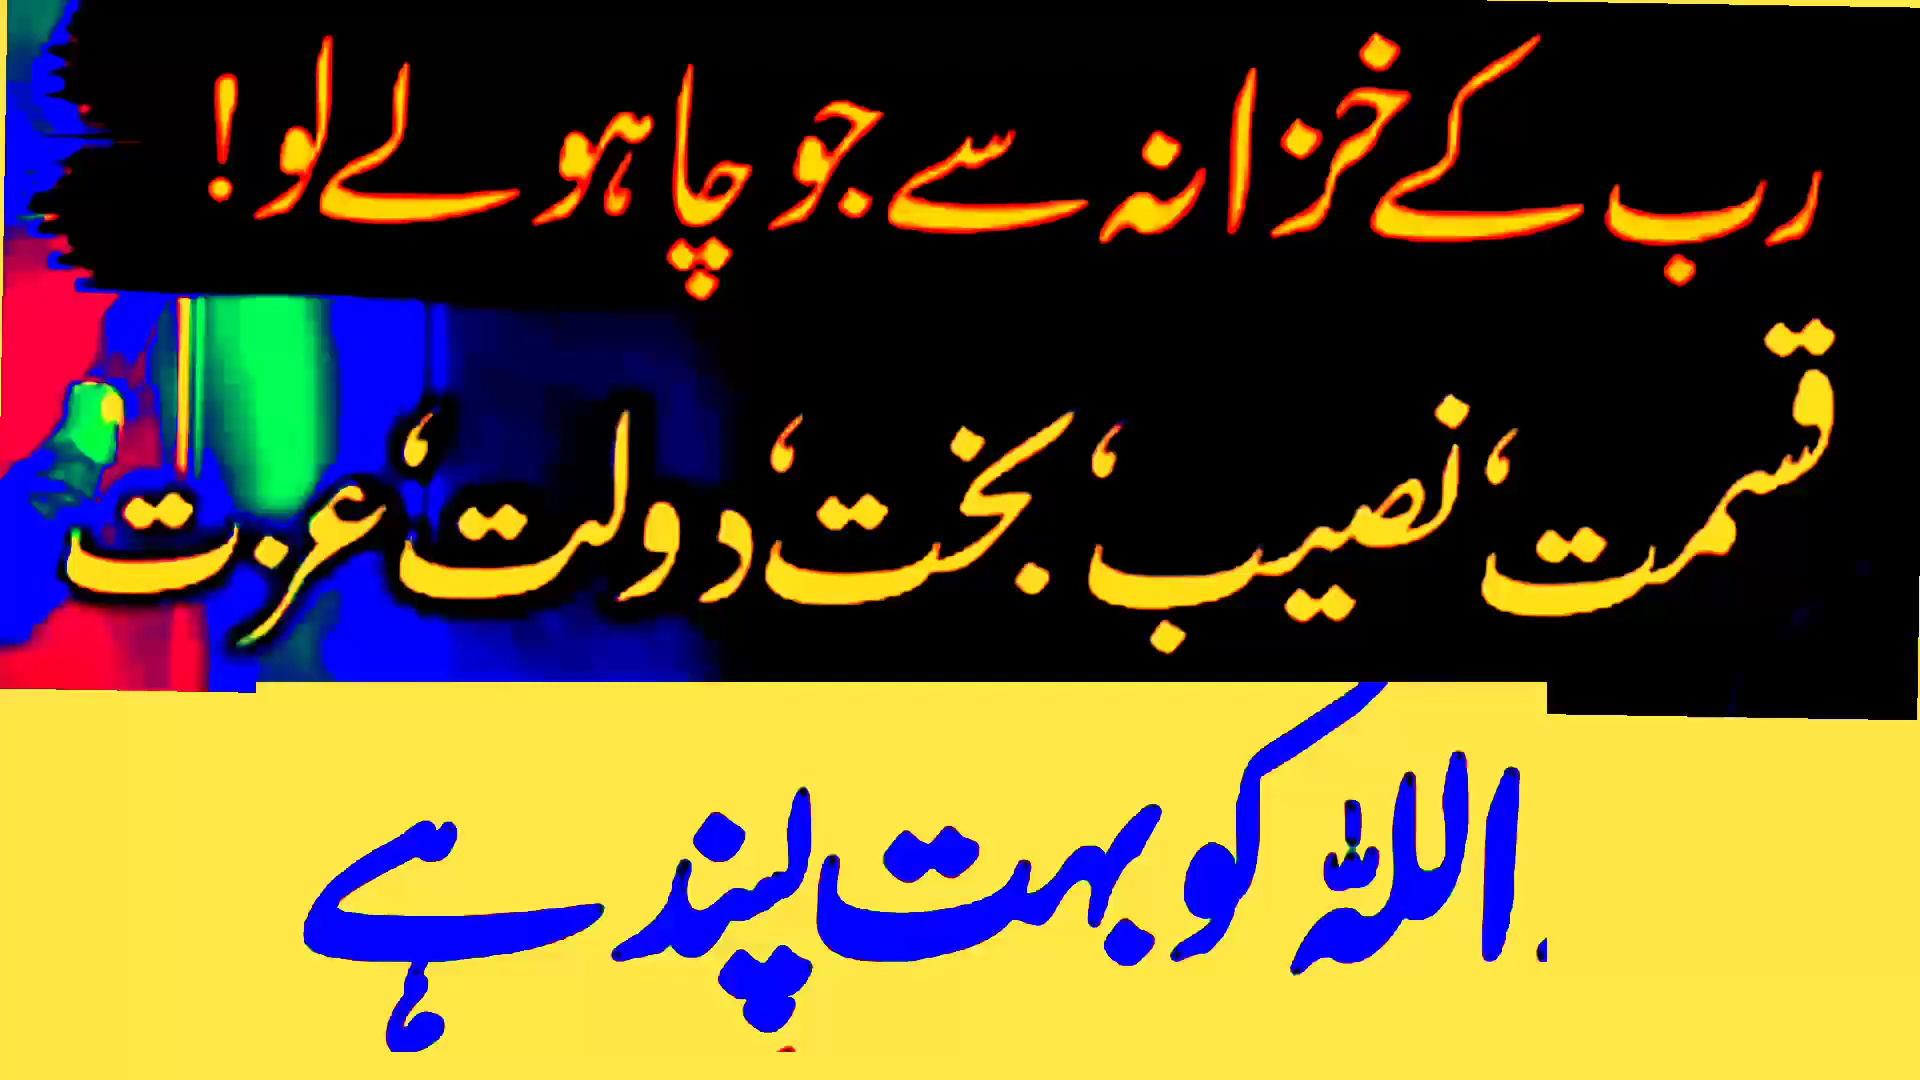 رب کے خزانہ سے جو چاہو لے لو!
قسمت، نصیب، بخت، دولت، عزت
اللہ کو بہت پسند ہے